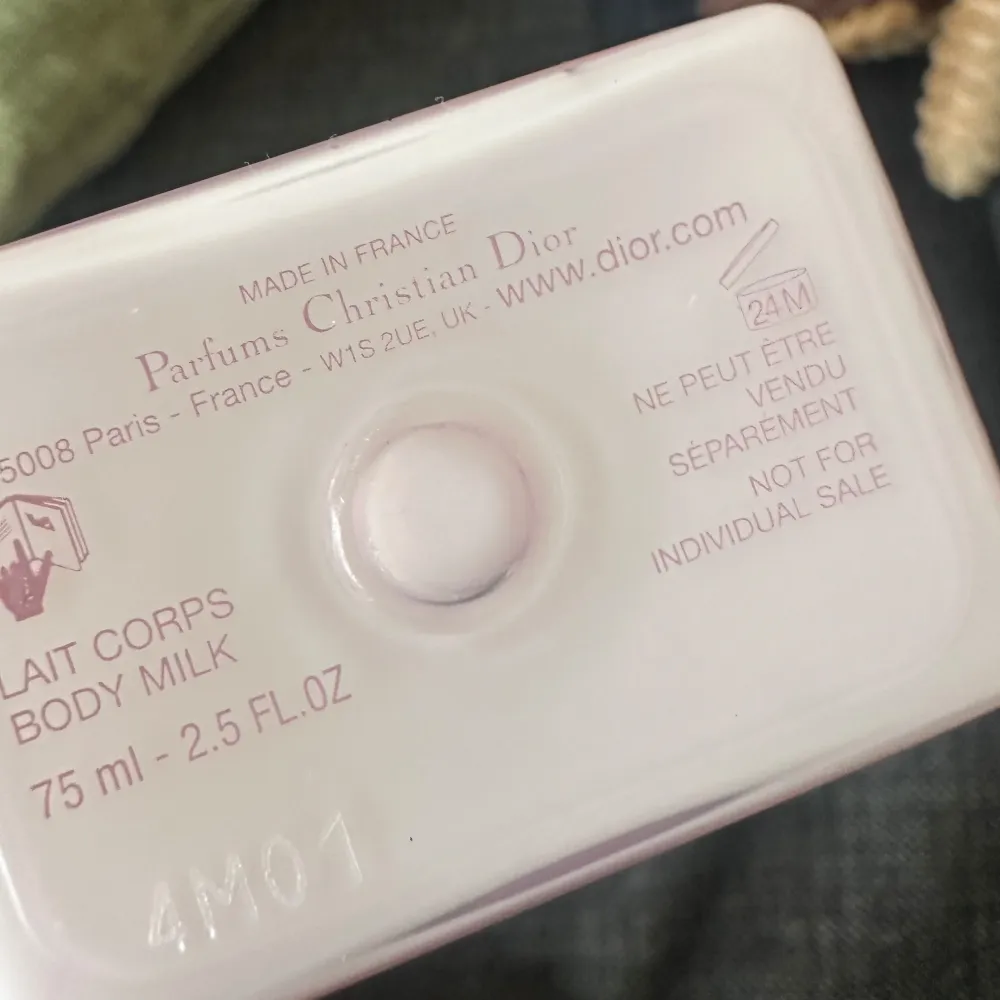 MADE IN FRANCE
Parfums Christian Dior
5008 Paris - France - W1S 2UE, UK - www.dior.com
24M
NE PEUT ÊTRE
VENDU
SÉPARÉMENT
NOT FOR
INDIVIDUAL SALE
LAIT CORPS
BODY MILK
75 ml - 2.5 FL.OZ
4M01